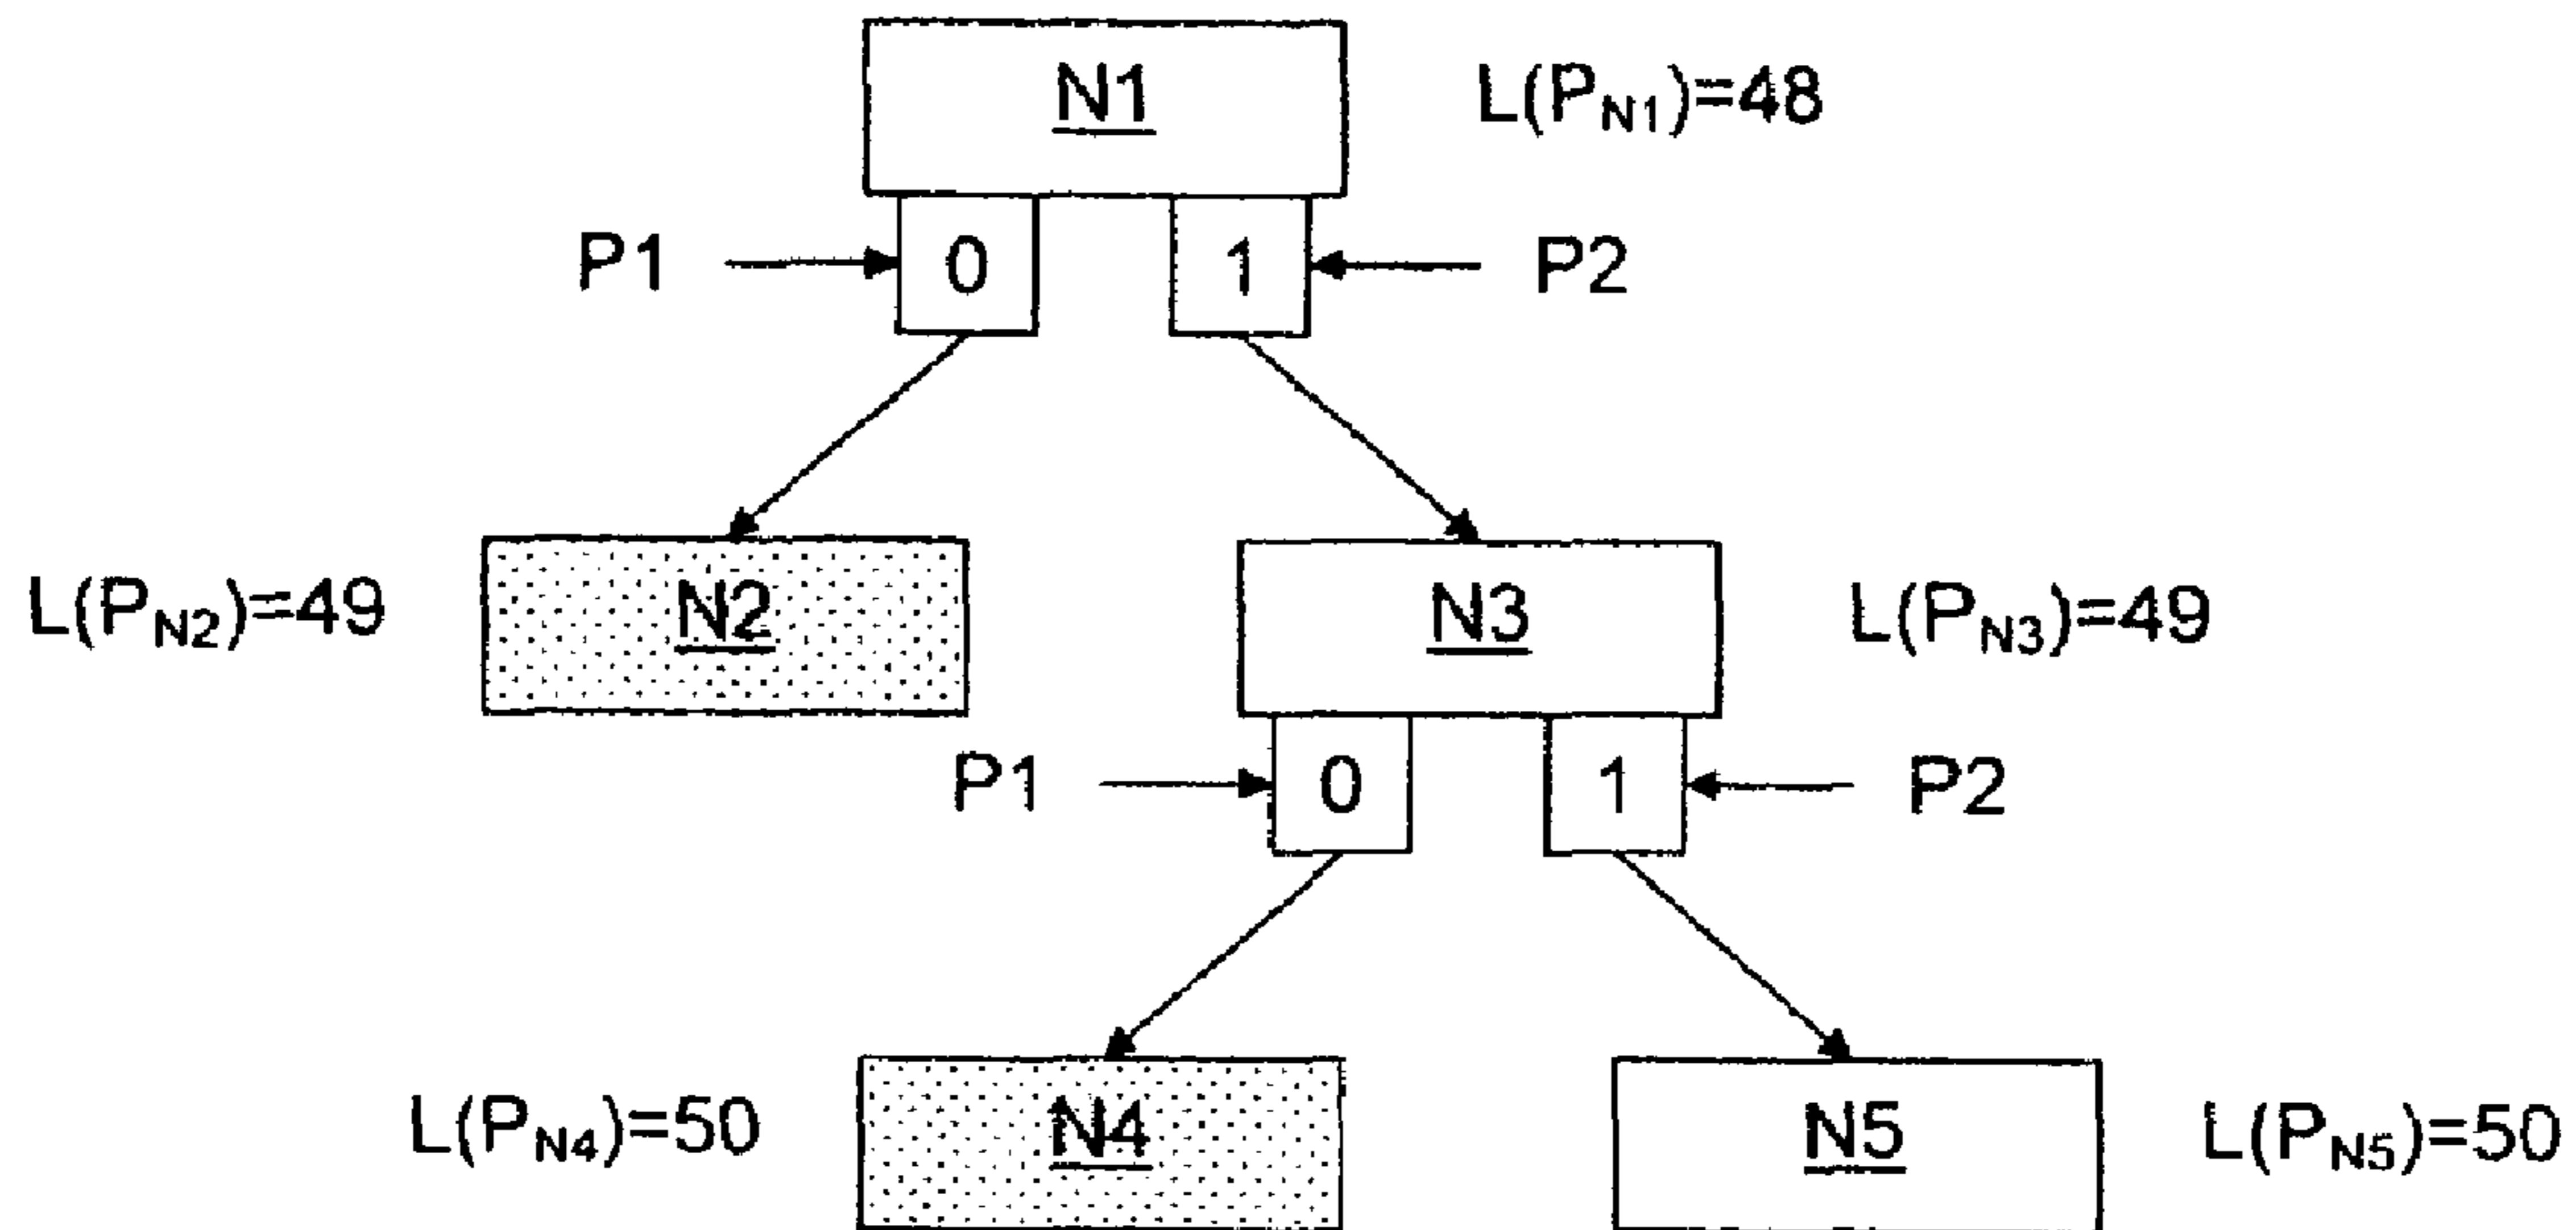 N1 L(PN1)=48
P1 0 1 P2
L(PN2)=49 N2 N3 L(PN3)=49
P1 0 1 P2
L(PN4)=50 N4 N5 L(PN5)=50